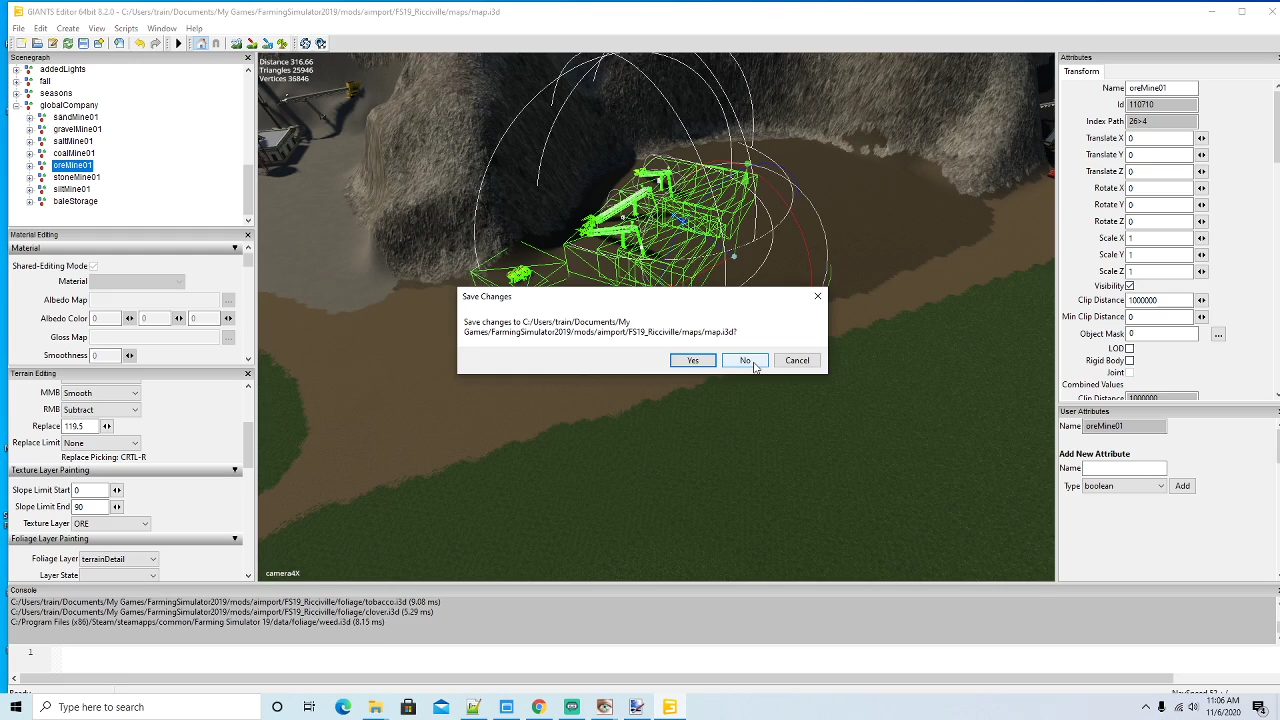 GIANTS Editor 64bit 8.2.0 - C:/Users/train/Documents/My Games/FarmingSimulator2019/mods/aimport/FS19_Ricciville/maps/map.i3d
File Edit Create View Scripts Window Help
Scenegraph
addedLights
fall
seasons
globalCompany
sandMine01
gravelMine01
saltMine01
coalMine01
oreMine01
stoneMine01
siltMine01
baleStorage
Material Editing
Material
Shared-Editing Mode
Material
Albedo Map ...
Albedo Color 0 0 0
Gloss Map ...
Smoothness 0
Terrain Editing
MMB Smooth
RMB Subtract
Replace 119.5
Replace Limit None
Replace Picking: CRTL-R
Texture Layer Painting
Slope Limit Start 0
Slope Limit End 90
Texture Layer ORE
Foliage Layer Painting
Foliage Layer terrainDetail
Layer State
Distance 316.66
Triangles 25946
Vertices 36846
camera4X
Save Changes
Save changes to C:/Users/train/Documents/My
Games/FarmingSimulator2019/mods/aimport/FS19_Ricciville/maps/map.i3d?
Yes No Cancel
Attributes
Transform
Name oreMine01
Id 110710
Index Path 26>4
Translate X 0
Translate Y 0
Translate Z 0
Rotate X 0
Rotate Y 0
Rotate Z 0
Scale X 1
Scale Y 1
Scale Z 1
Visibility
Clip Distance 1000000
Min Clip Distance 0
Object Mask 0 ...
LOD
Rigid Body
Joint
Combined Values
Clip Distance 1000000
User Attributes
Name oreMine01
Add New Attribute
Name
Type boolean Add
Console
C:/Users/train/Documents/My Games/FarmingSimulator2019/mods/aimport/FS19_Ricciville/foliage/tobacco.i3d (9.08 ms)
C:/Users/train/Documents/My Games/FarmingSimulator2019/mods/aimport/FS19_Ricciville/foliage/clover.i3d (5.29 ms)
C:/Program Files (x86)/Steam/steamapps/common/Farming Simulator 19/data/foliage/weed.i3d (8.15 ms)
1
Type here to search
11:06 AM
11/6/2020
4